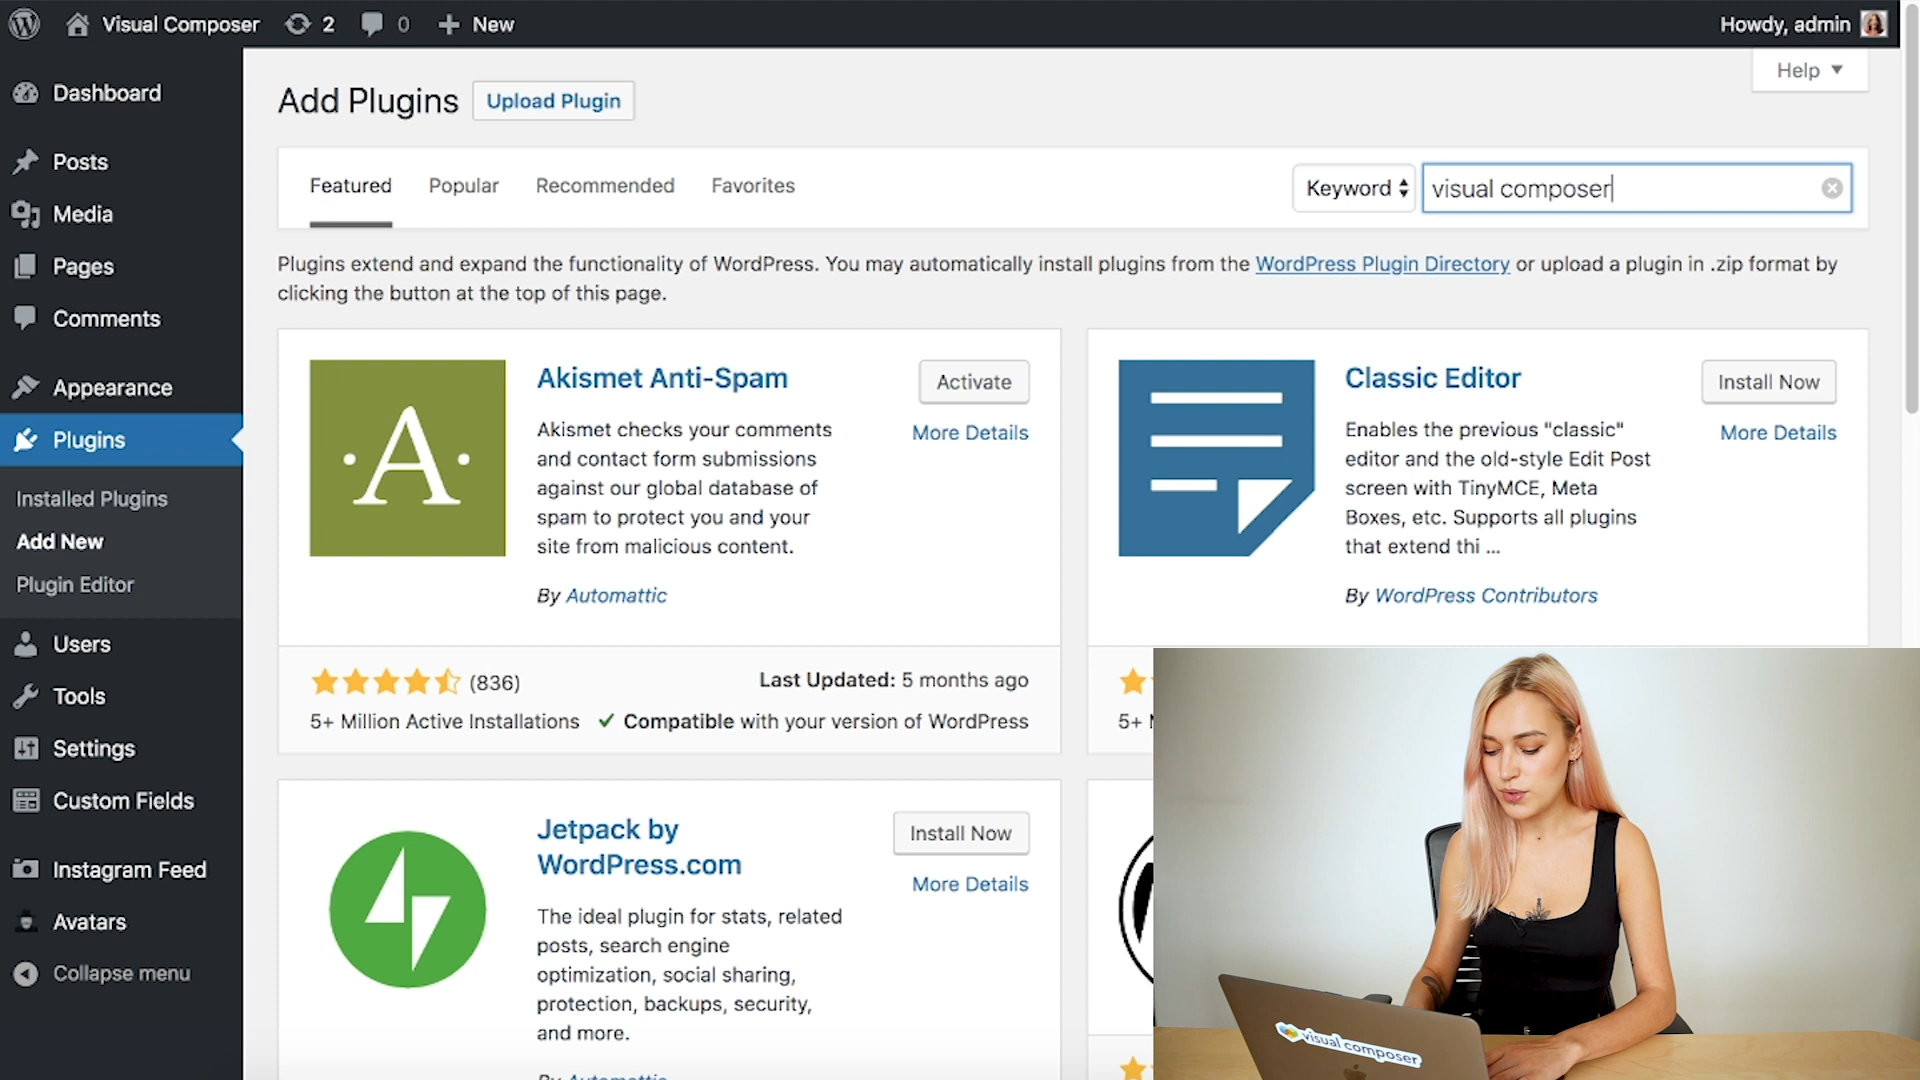 Visual Composer
2
0
New
Howdy, admin
Dashboard
Posts
Media
Pages
Comments
Appearance
Plugins
Installed Plugins
Add New
Plugin Editor
Users
Tools
Settings
Custom Fields
Instagram Feed
Avatars
Collapse menu
Help
Add Plugins
Upload Plugin
Featured
Popular
Recommended
Favorites
Keyword
visual composer
Plugins extend and expand the functionality of WordPress. You may automatically install plugins from the WordPress Plugin Directory or upload a plugin in .zip format by
clicking the button at the top of this page.
A
Akismet Anti-Spam
Activate
More Details
Akismet checks your comments
and contact form submissions
against our global database of
spam to protect you and your
site from malicious content.
By Automattic
(836)
Last Updated: 5 months ago
5+ Million Active Installations
Compatible with your version of WordPress
Classic Editor
Install Now
More Details
Enables the previous "classic"
editor and the old-style Edit Post
screen with TinyMCE, Meta
Boxes, etc. Supports all plugins
that extend thi ...
By WordPress Contributors
5+
Jetpack by
WordPress.com
Install Now
More Details
The ideal plugin for stats, related
posts, search engine
optimization, social sharing,
protection, backups, security,
and more.
By Automattic
visual composer